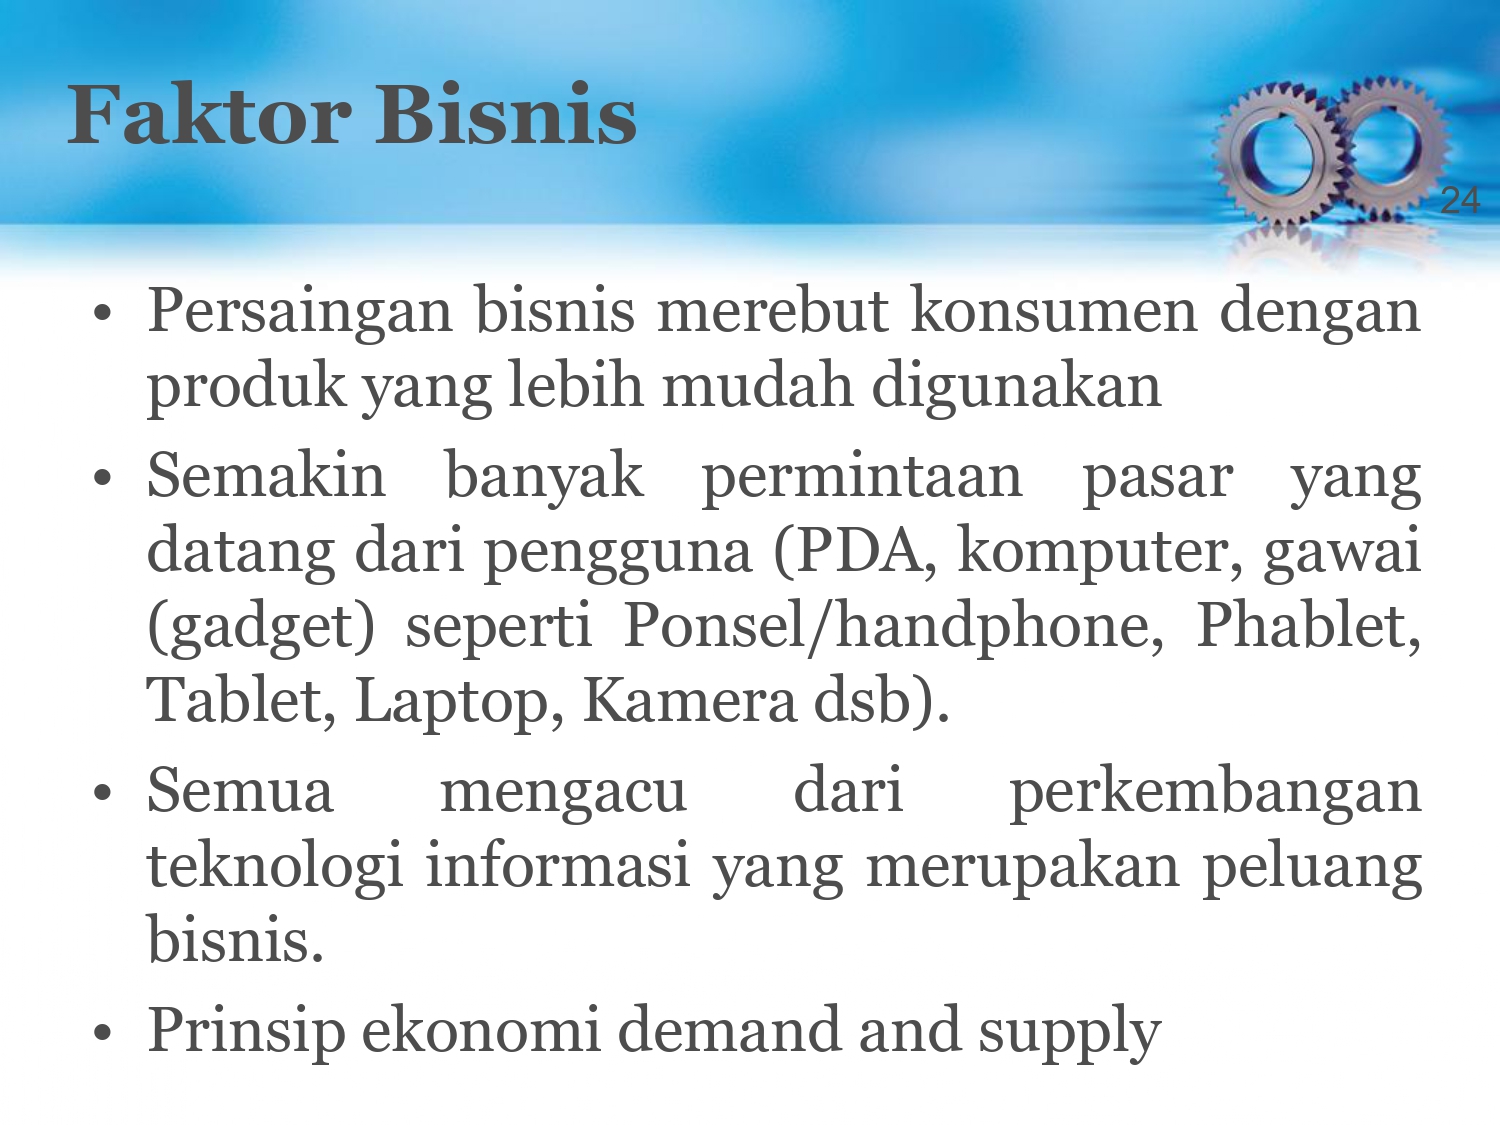 Faktor Bisnis
24
• Persaingan bisnis merebut konsumen dengan
produk yang lebih mudah digunakan
• Semakin banyak permintaan pasar yang
datang dari pengguna (PDA, komputer, gawai
(gadget) seperti Ponsel/handphone, Phablet,
Tablet, Laptop, Kamera dsb).
• Semua mengacu dari perkembangan
teknologi informasi yang merupakan peluang
bisnis.
• Prinsip ekonomi demand and supply